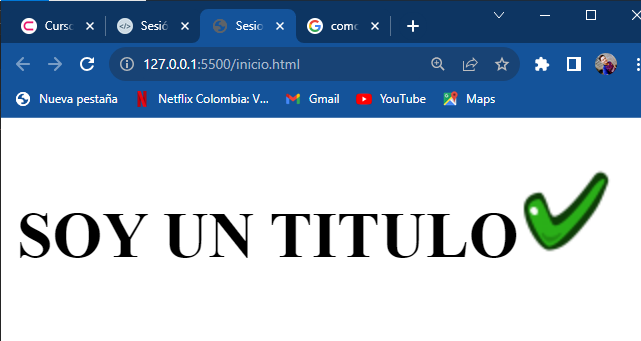 Curso Sesió Sesio como
127.0.0.1:5500/inicio.html
Nueva pestaña Netflix Colombia: V... Gmail YouTube Maps
SOY UN TITULO